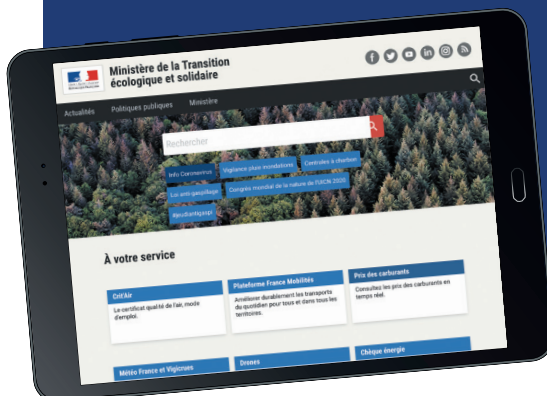 Ministère de la Transition
écologique et solidaire
Actualités Politiques publiques Ministère
Rechercher
Info Coronavirus Vigilance pluie inondations Centrales à charbon
Loi anti-gaspillage Congrès mondial de la nature de l'UICN 2020
#jeudiantigaspi
À votre service
Crit'Air
Le certificat qualité de l'air, mode
d'emploi.
Plateforme France Mobilités
Améliorer durablement les transports
du quotidien pour tous et dans tous les
territoires.
Prix des carburants
Consultez les prix des carburants en
temps réel.
Météo France et Vigicrues
Drones
Chèque énergie